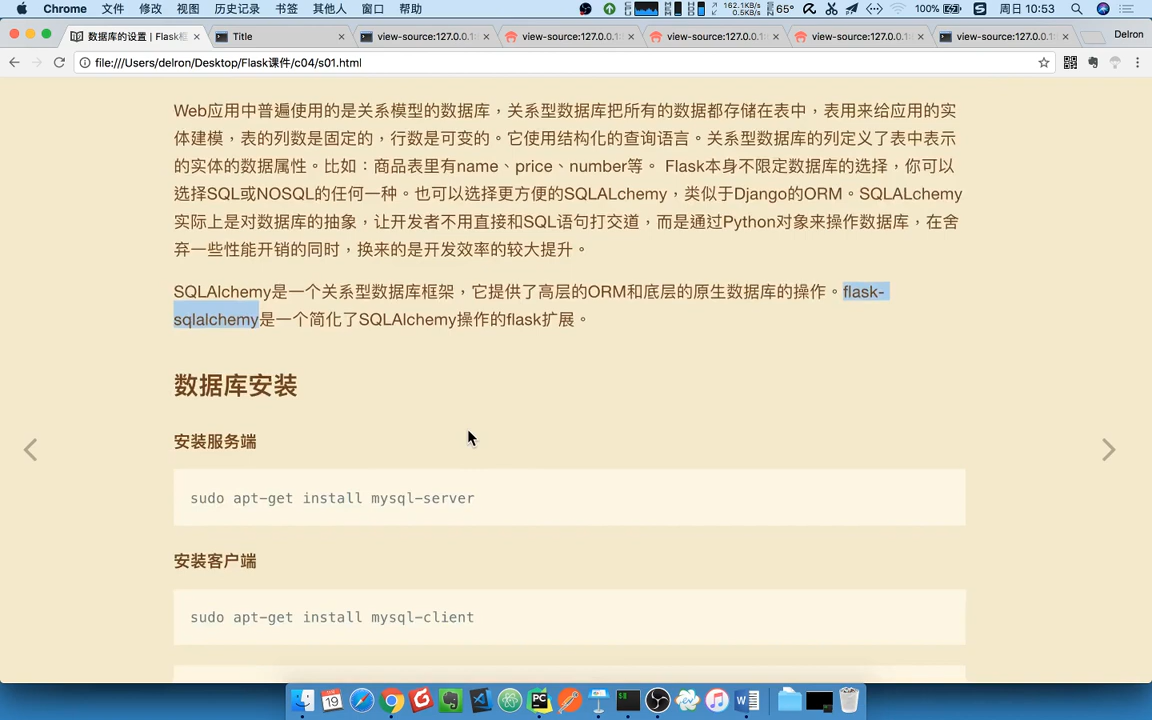 Chrome 文件 修改 视图 历史记录 书签 其他人 窗口 帮助 162.1KB/s 0.5KB/s 65° 100% 周日 10:53
数据库的设置 | Flask框 Title view-source:127.0.0.1: view-source:127.0.0.1: view-source:127.0.0.1: view-source:127.0.0.1: view-source:127.0.0.1: Delron
file:///Users/delron/Desktop/Flask课件/c04/s01.html
Web应用中普遍使用的是关系模型的数据库，关系型数据库把所有的数据都存储在表中，表用来给应用的实
体建模，表的列数是固定的，行数是可变的。它使用结构化的查询语言。关系型数据库的列定义了表中表示
的实体的数据属性。比如：商品表里有name、price、number等。 Flask本身不限定数据库的选择，你可以
选择SQL或NOSQL的任何一种。也可以选择更方便的SQLALchemy，类似于Django的ORM。SQLALchemy
实际上是对数据库的抽象，让开发者不用直接和SQL语句打交道，而是通过Python对象来操作数据库，在舍
弃一些性能开销的同时，换来的是开发效率的较大提升。
SQLAlchemy是一个关系型数据库框架，它提供了高层的ORM和底层的原生数据库的操作。flask-
sqlalchemy是一个简化了SQLAlchemy操作的flask扩展。
数据库安装
安装服务端
sudo apt-get install mysql-server
安装客户端
sudo apt-get install mysql-client